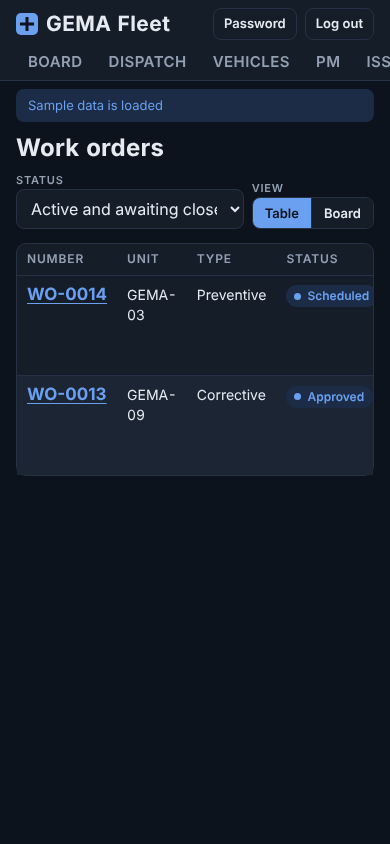 GEMA Fleet
Password
Log out
BOARD DISPATCH VEHICLES PM ISS
Sample data is loaded
Work orders
STATUS
VIEW
Active and awaiting close
Table
Board
NUMBER UNIT TYPE STATUS
WO-0014 GEMA-03 Preventive Scheduled
WO-0013 GEMA-09 Corrective Approved